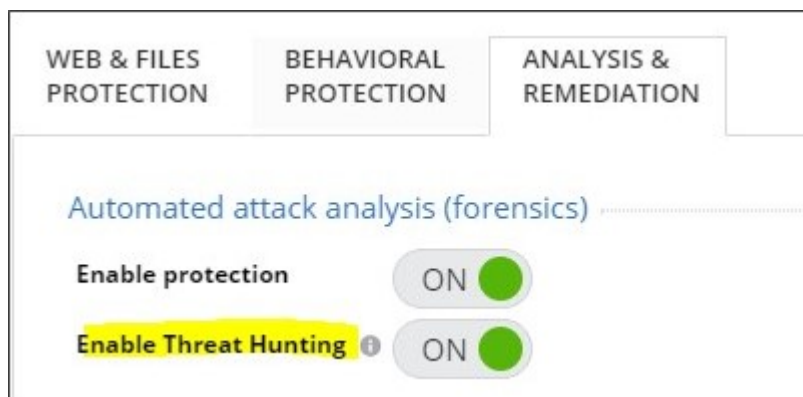 WEB & FILES
PROTECTION
BEHAVIORAL
PROTECTION
ANALYSIS &
REMEDIATION
Automated attack analysis (forensics)
Enable protection ON
Enable Threat Hunting ON